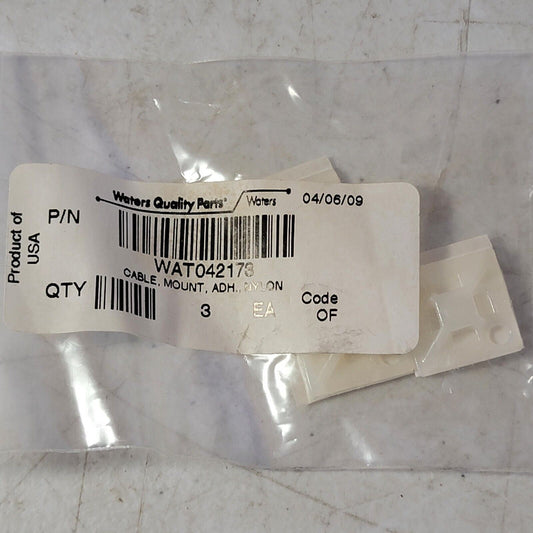 Product of
USA
Waters Quality Parts Waters 04/06/09
P/N
WAT042173
CABLE, MOUNT, ADH., NYLON
QTY 3 EA
Code
OF